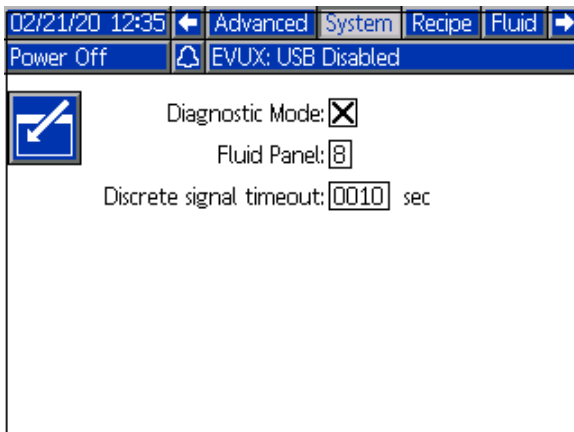 02/21/20 12:35 Advanced System Recipe Fluid
Power Off EVUX: USB Disabled
Diagnostic Mode:
Fluid Panel: 8
Discrete signal timeout: 0010 sec